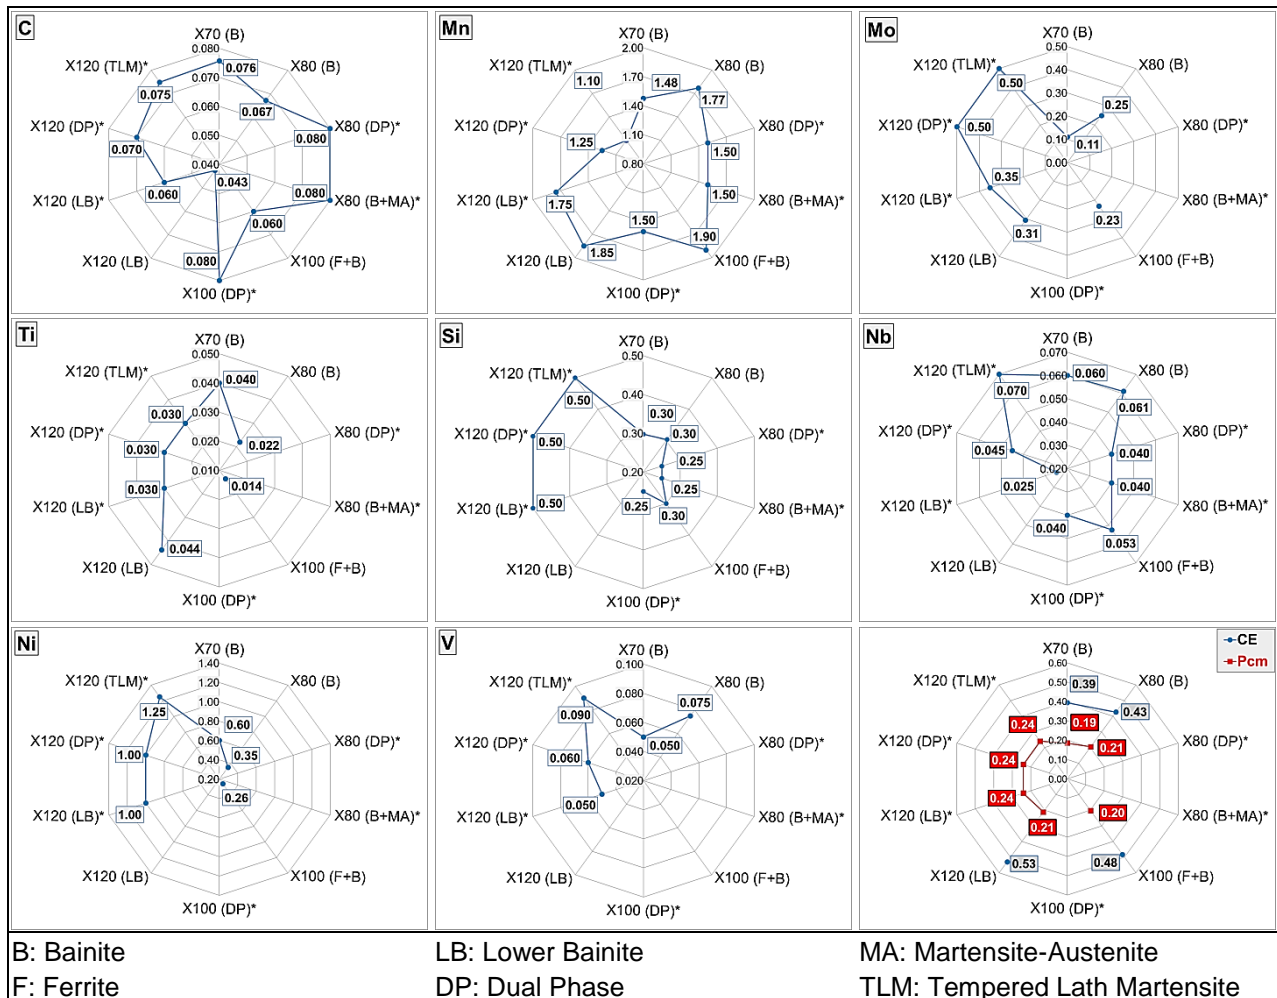 C
X70 (B)
X80 (B)
X80 (DP)*
X80 (B+MA)*
X100 (F+B)
X100 (DP)*
X120 (LB)
X120 (LB)*
X120 (DP)*
X120 (TLM)*
0.080
0.070
0.060
0.050
0.040
0.076
0.067
0.080
0.080
0.060
0.080
0.043
0.060
0.070
0.075
Mn
X70 (B)
X80 (B)
X80 (DP)*
X80 (B+MA)*
X100 (F+B)
X100 (DP)*
X120 (LB)
X120 (LB)*
X120 (DP)*
X120 (TLM)*
2.00
1.70
1.40
1.10
0.80
1.48
1.77
1.50
1.50
1.90
1.50
1.85
1.75
1.25
1.10
Mo
X70 (B)
X80 (B)
X80 (DP)*
X80 (B+MA)*
X100 (F+B)
X100 (DP)*
X120 (LB)
X120 (LB)*
X120 (DP)*
X120 (TLM)*
0.50
0.40
0.30
0.20
0.10
0.00
0.11
0.25
0.23
0.31
0.35
0.50
0.50
Ti
X70 (B)
X80 (B)
X80 (DP)*
X80 (B+MA)*
X100 (F+B)
X100 (DP)*
X120 (LB)
X120 (LB)*
X120 (DP)*
X120 (TLM)*
0.050
0.040
0.030
0.020
0.010
0.040
0.022
0.014
0.044
0.030
0.030
0.030
Si
X70 (B)
X80 (B)
X80 (DP)*
X80 (B+MA)*
X100 (F+B)
X100 (DP)*
X120 (LB)
X120 (LB)*
X120 (DP)*
X120 (TLM)*
0.50
0.40
0.30
0.20
0.30
0.30
0.25
0.25
0.30
0.25
0.50
0.50
0.50
Nb
X70 (B)
X80 (B)
X80 (DP)*
X80 (B+MA)*
X100 (F+B)
X100 (DP)*
X120 (LB)
X120 (LB)*
X120 (DP)*
X120 (TLM)*
0.070
0.060
0.050
0.040
0.030
0.020
0.060
0.061
0.040
0.040
0.053
0.040
0.025
0.045
0.070
Ni
X70 (B)
X80 (B)
X80 (DP)*
X80 (B+MA)*
X100 (F+B)
X100 (DP)*
X120 (LB)
X120 (LB)*
X120 (DP)*
X120 (TLM)*
1.40
1.20
1.00
0.80
0.60
0.40
0.20
0.60
0.35
0.26
1.00
1.00
1.25
V
X70 (B)
X80 (B)
X80 (DP)*
X80 (B+MA)*
X100 (F+B)
X100 (DP)*
X120 (LB)
X120 (LB)*
X120 (DP)*
X120 (TLM)*
0.100
0.080
0.060
0.040
0.020
0.050
0.075
0.050
0.060
0.090
CE
Pcm
X70 (B)
X80 (B)
X80 (DP)*
X80 (B+MA)*
X100 (F+B)
X100 (DP)*
X120 (LB)
X120 (LB)*
X120 (DP)*
X120 (TLM)*
0.60
0.50
0.40
0.30
0.20
0.10
0.00
0.39
0.43
0.48
0.53
0.19
0.21
0.20
0.21
0.24
0.24
0.24
B: Bainite
LB: Lower Bainite
MA: Martensite-Austenite
F: Ferrite
DP: Dual Phase
TLM: Tempered Lath Martensite